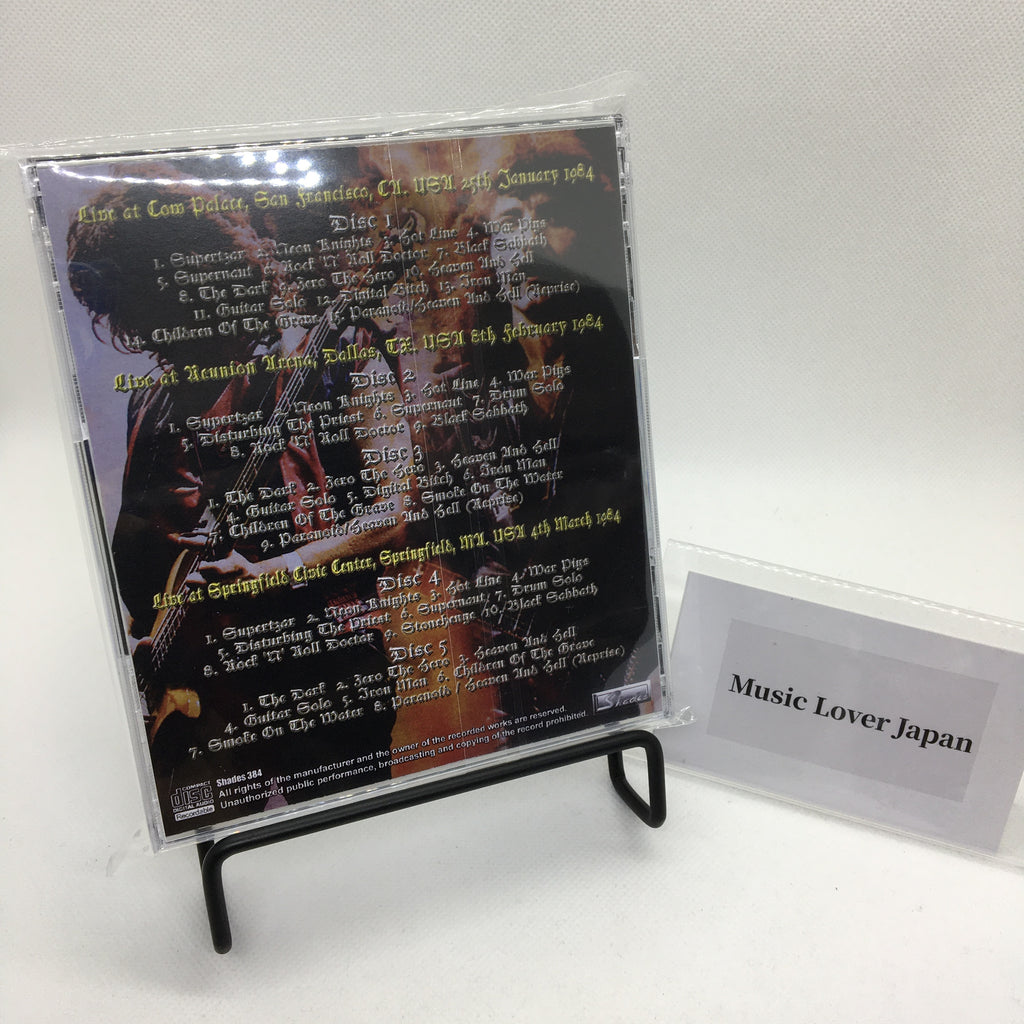 Live at Cow Palace, San Francisco, CA. USA 25th January 1984
Disc 1
1. Supertzar 2. Neon Knights 3. Hot Line 4. War Pigs
5. Supernaut 6. Rock 'N' Roll Doctor 7. Black Sabbath
8. The Dark 9. Zero The Hero 10. Heaven And Hell
11. Guitar Solo 12. Digital Bitch 13. Iron Man
14. Children Of The Grave 15. Paranoid/Heaven And Hell (Reprise)
Live at Reunion Arena, Dallas, TX. USA 8th February 1984
Disc 2
1. Supertzar 2. Neon Knights 3. Hot Line 4. War Pigs
5. Disturbing The Priest 6. Supernaut 7. Drum Solo
8. Rock 'N' Roll Doctor 9. Black Sabbath
Disc 3
1. The Dark 2. Zero The Hero 3. Heaven And Hell
4. Guitar Solo 5. Digital Bitch 6. Iron Man
7. Children Of The Grave 8. Smoke On The Water
9. Paranoid/Heaven And Hell (Reprise)
Live at Springfield Civic Center, Springfield, MA. USA 4th March 1984
Disc 4
1. Supertzar 2. Neon Knights 3. Hot Line 4. War Pigs
5. Disturbing The Priest 6. Supernaut 7. Drum Solo
8. Rock 'N' Roll Doctor 9. Stonehenge 10. Black Sabbath
Disc 5
1. The Dark 2. Zero The Hero 3. Heaven And Hell
4. Guitar Solo 5. Iron Man 6. Children Of The Grave
7. Smoke On The Water 8. Paranoid / Heaven And Hell (Reprise)
Shades
COMPACT
disc
DIGITAL AUDIO
Recordable
Shades 384
All rights of the manufacturer and the owner of the recorded works are reserved.
Unauthorized public performance, broadcasting and copying of the record prohibited.
Music Lover Japan